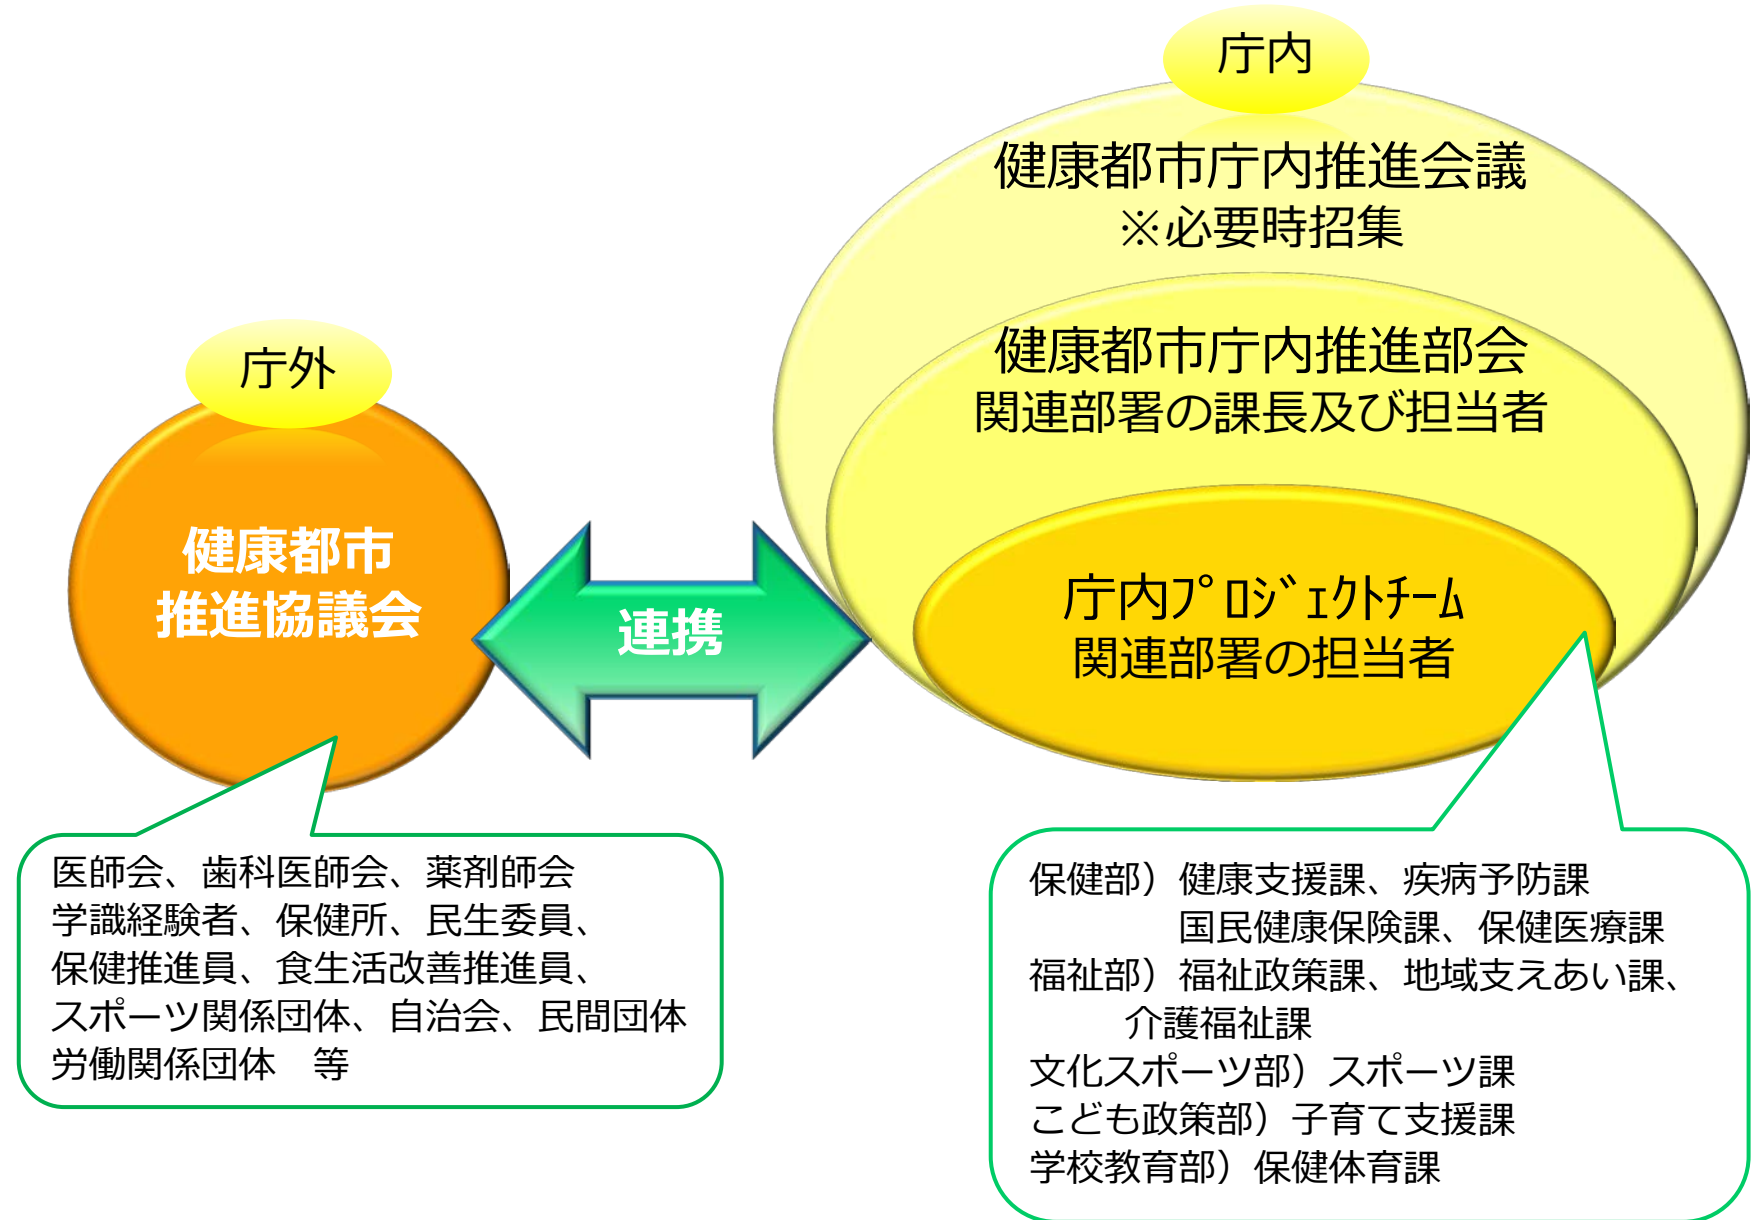 庁内
健康都市庁内推進会議
※必要時招集
健康都市庁内推進部会
関連部署の課長及び担当者
庁内ﾌﾟﾛｼﾞｪｸﾄﾁｰﾑ
関連部署の担当者
庁外
健康都市
推進協議会
連携
医師会、歯科医師会、薬剤師会
学識経験者、保健所、民生委員、
保健推進員、食生活改善推進員、
スポーツ関係団体、自治会、民間団体
労働関係団体　等
保健部）健康支援課、疾病予防課
国民健康保険課、保健医療課
福祉部）福祉政策課、地域支えあい課、
介護福祉課
文化スポーツ部）スポーツ課
こども政策部）子育て支援課
学校教育部）保健体育課